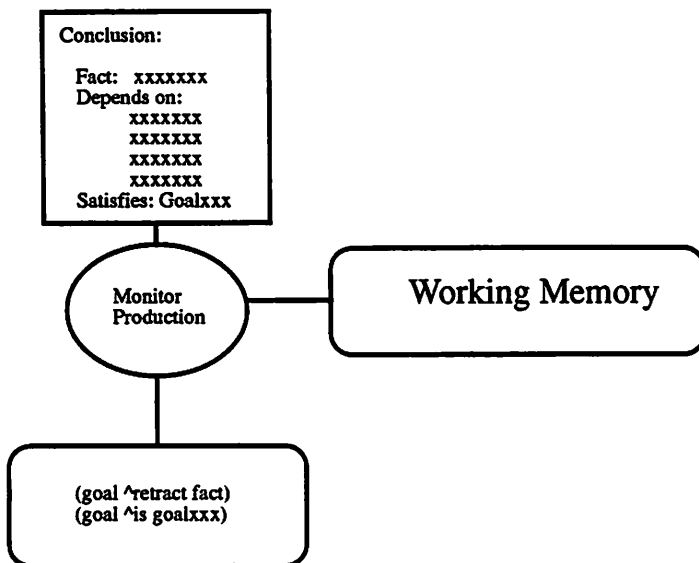 Conclusion:
Fact: xxxxxxx
Depends on:
xxxxxxx
xxxxxxx
xxxxxxx
xxxxxxx
Satisfies: Goalxxx
Monitor
Production
Working Memory
(goal ^retract fact)
(goal ^is goalxxx)